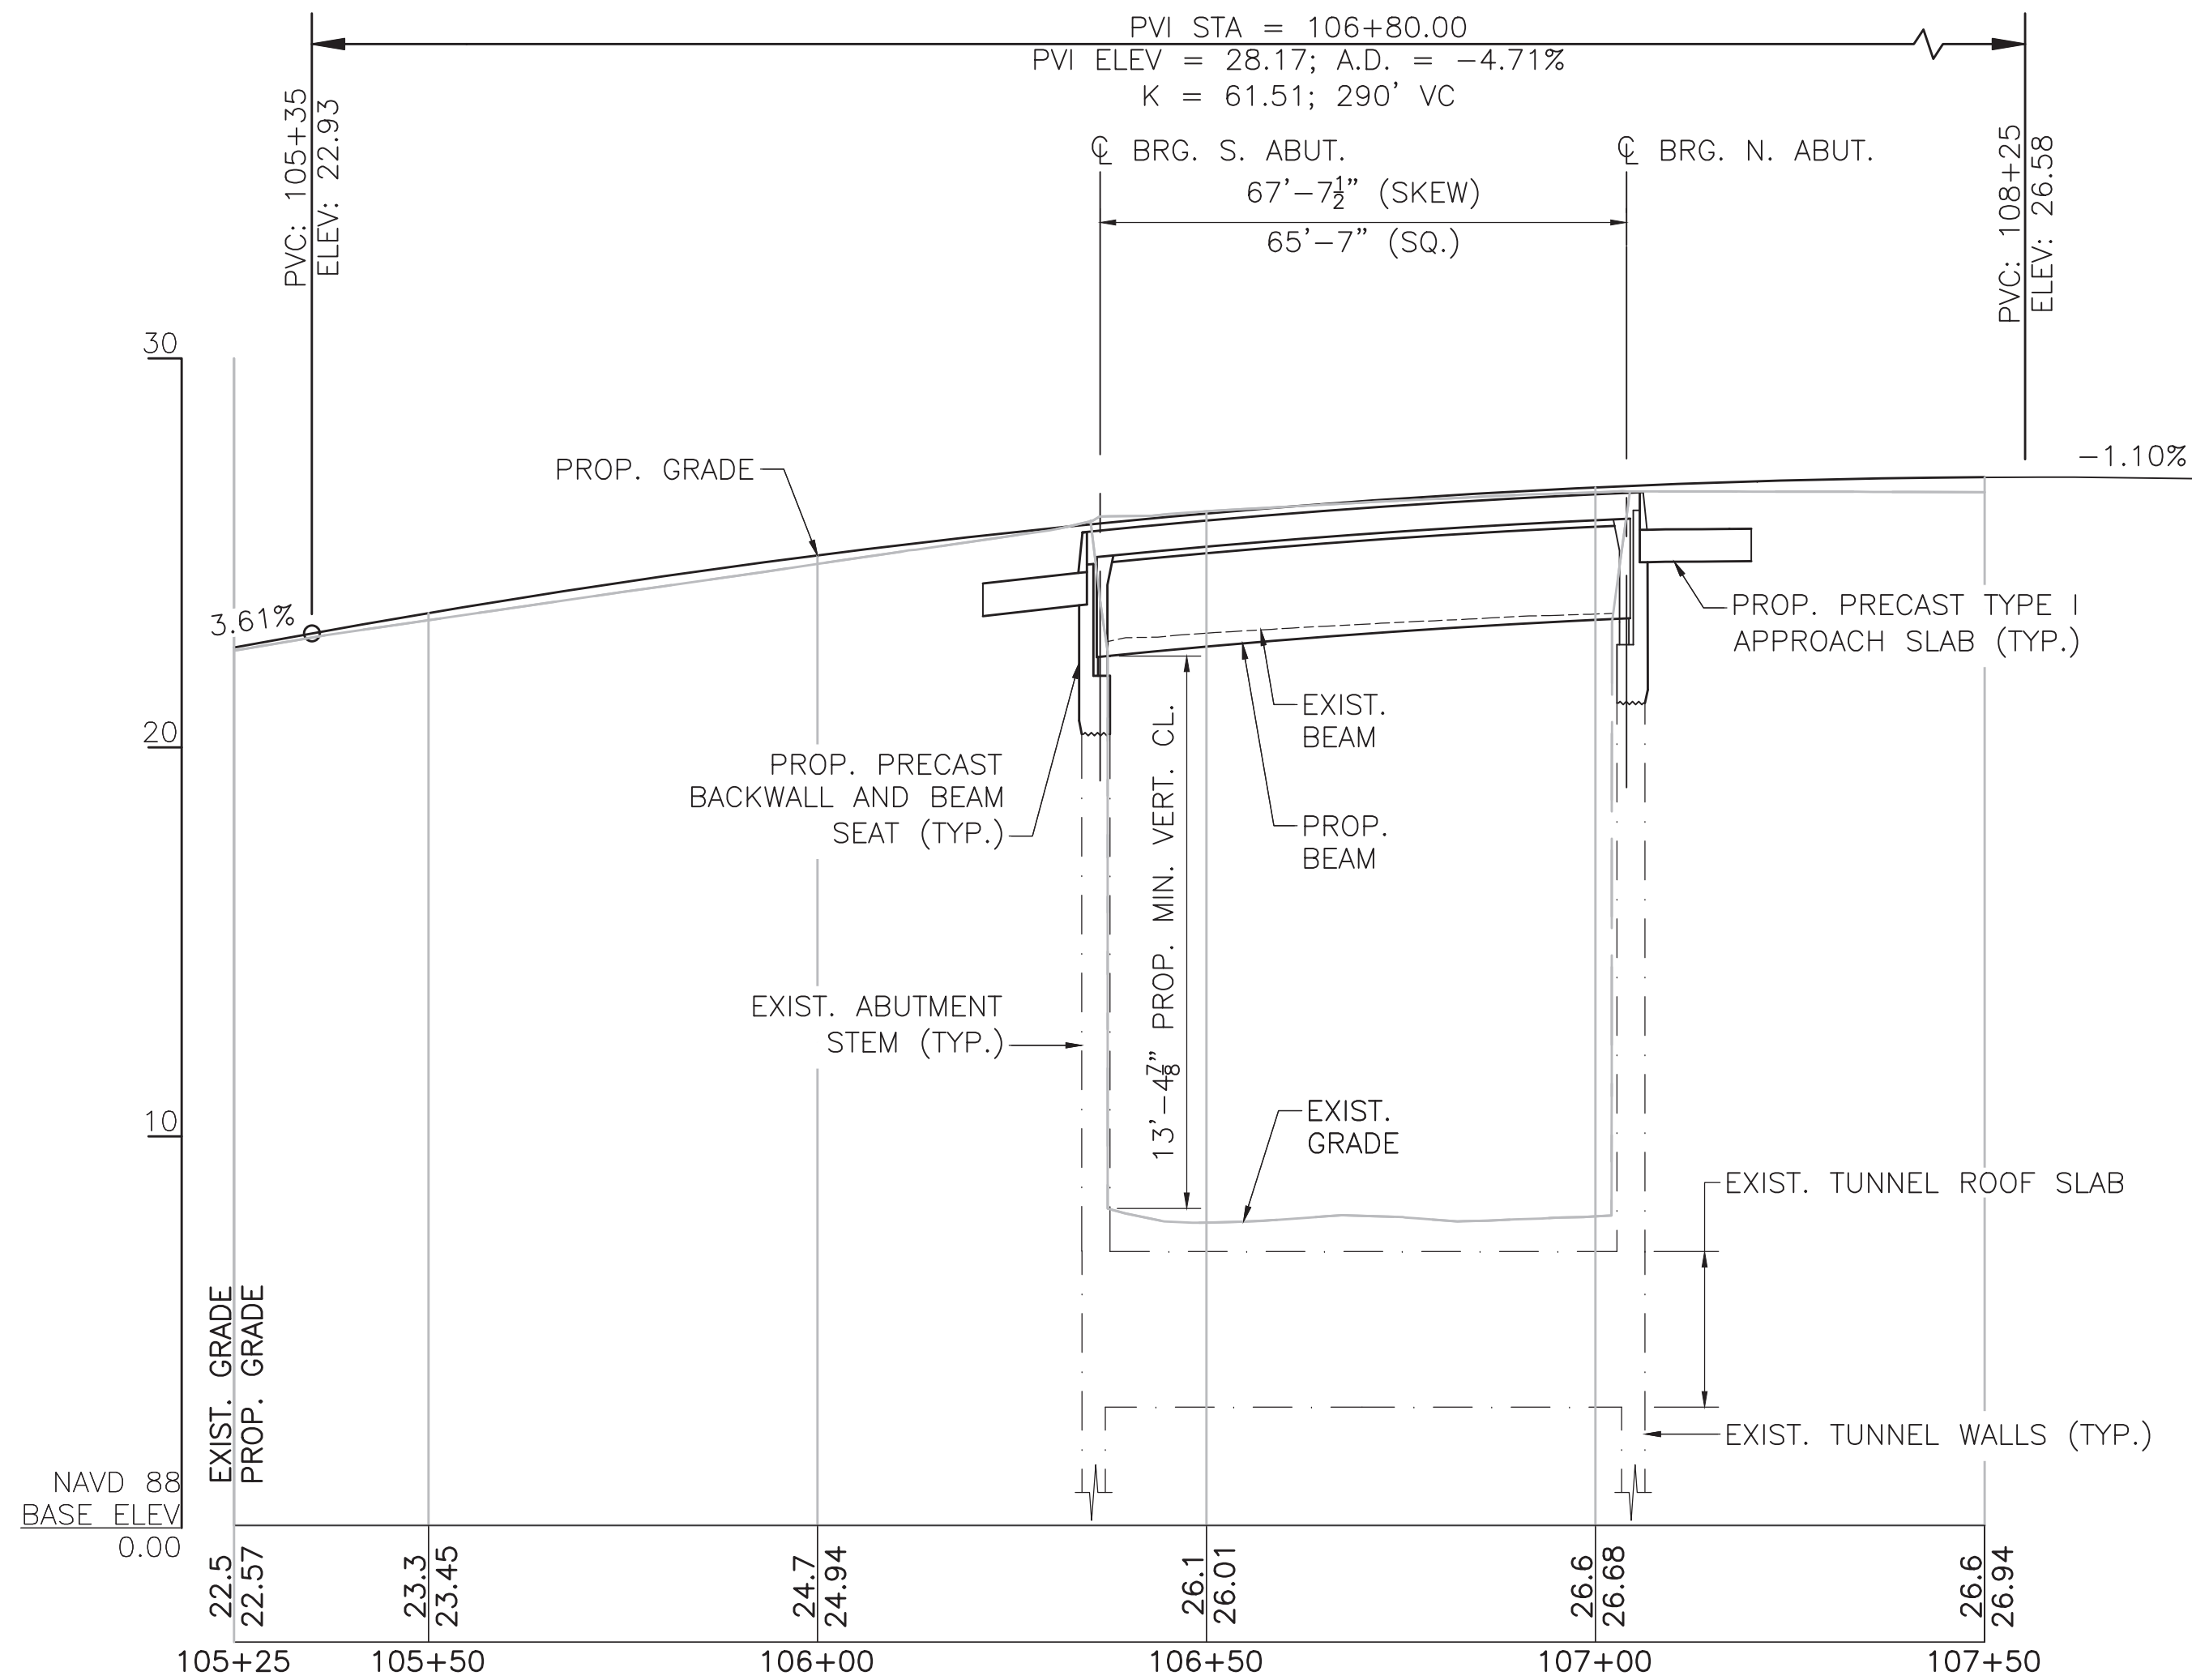 PVI STA = 106+80.00
PVI ELEV = 28.17; A.D. = -4.71%
K = 61.51; 290' VC
PVC: 105+35
ELEV: 22.93
℄ BRG. S. ABUT.
℄ BRG. N. ABUT.
67'-7½" (SKEW)
65'-7" (SQ.)
PVC: 108+25
ELEV: 26.58
30
20
10
PROP. GRADE
-1.10%
3.61%
PROP. PRECAST TYPE I
APPROACH SLAB (TYP.)
EXIST.
BEAM
PROP.
BEAM
PROP. PRECAST
BACKWALL AND BEAM
SEAT (TYP.)
13'-4⅞" PROP. MIN. VERT. CL.
EXIST. ABUTMENT
STEM (TYP.)
EXIST.
GRADE
EXIST. TUNNEL ROOF SLAB
EXIST. TUNNEL WALLS (TYP.)
EXIST. GRADE
PROP. GRADE
NAVD 88
BASE ELEV
0.00
22.5
22.57
23.3
23.45
24.7
24.94
26.1
26.01
26.6
26.68
26.6
26.94
105+25
105+50
106+00
106+50
107+00
107+50